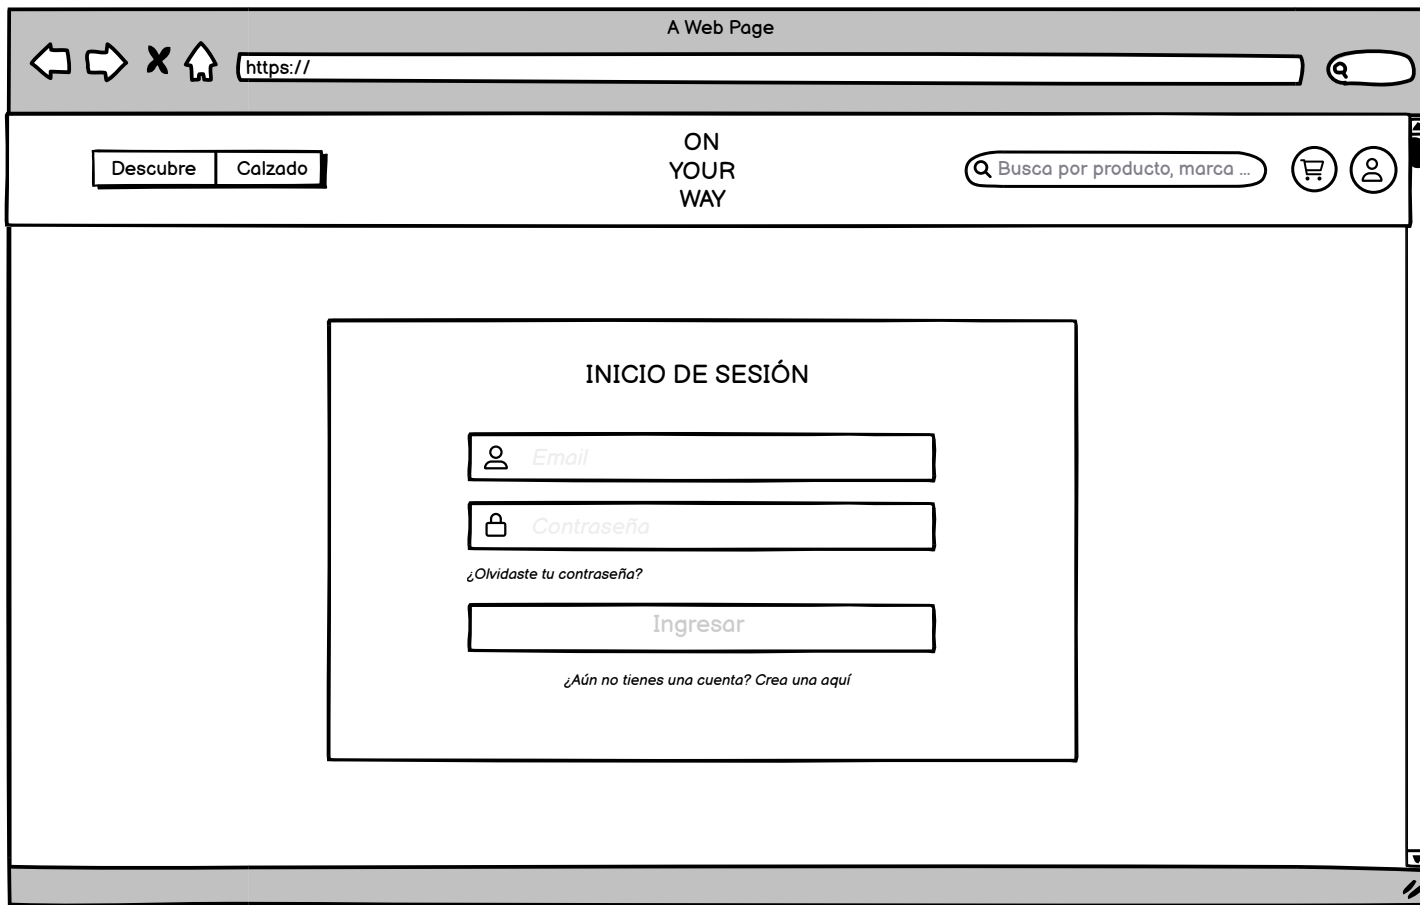 A Web Page
https://
Descubre
Calzado
ON
YOUR
WAY
Busca por producto, marca ...
INICIO DE SESIÓN
Email
Contraseña
¿Olvidaste tu contraseña?
Ingresar
¿Aún no tienes una cuenta? Crea una aquí